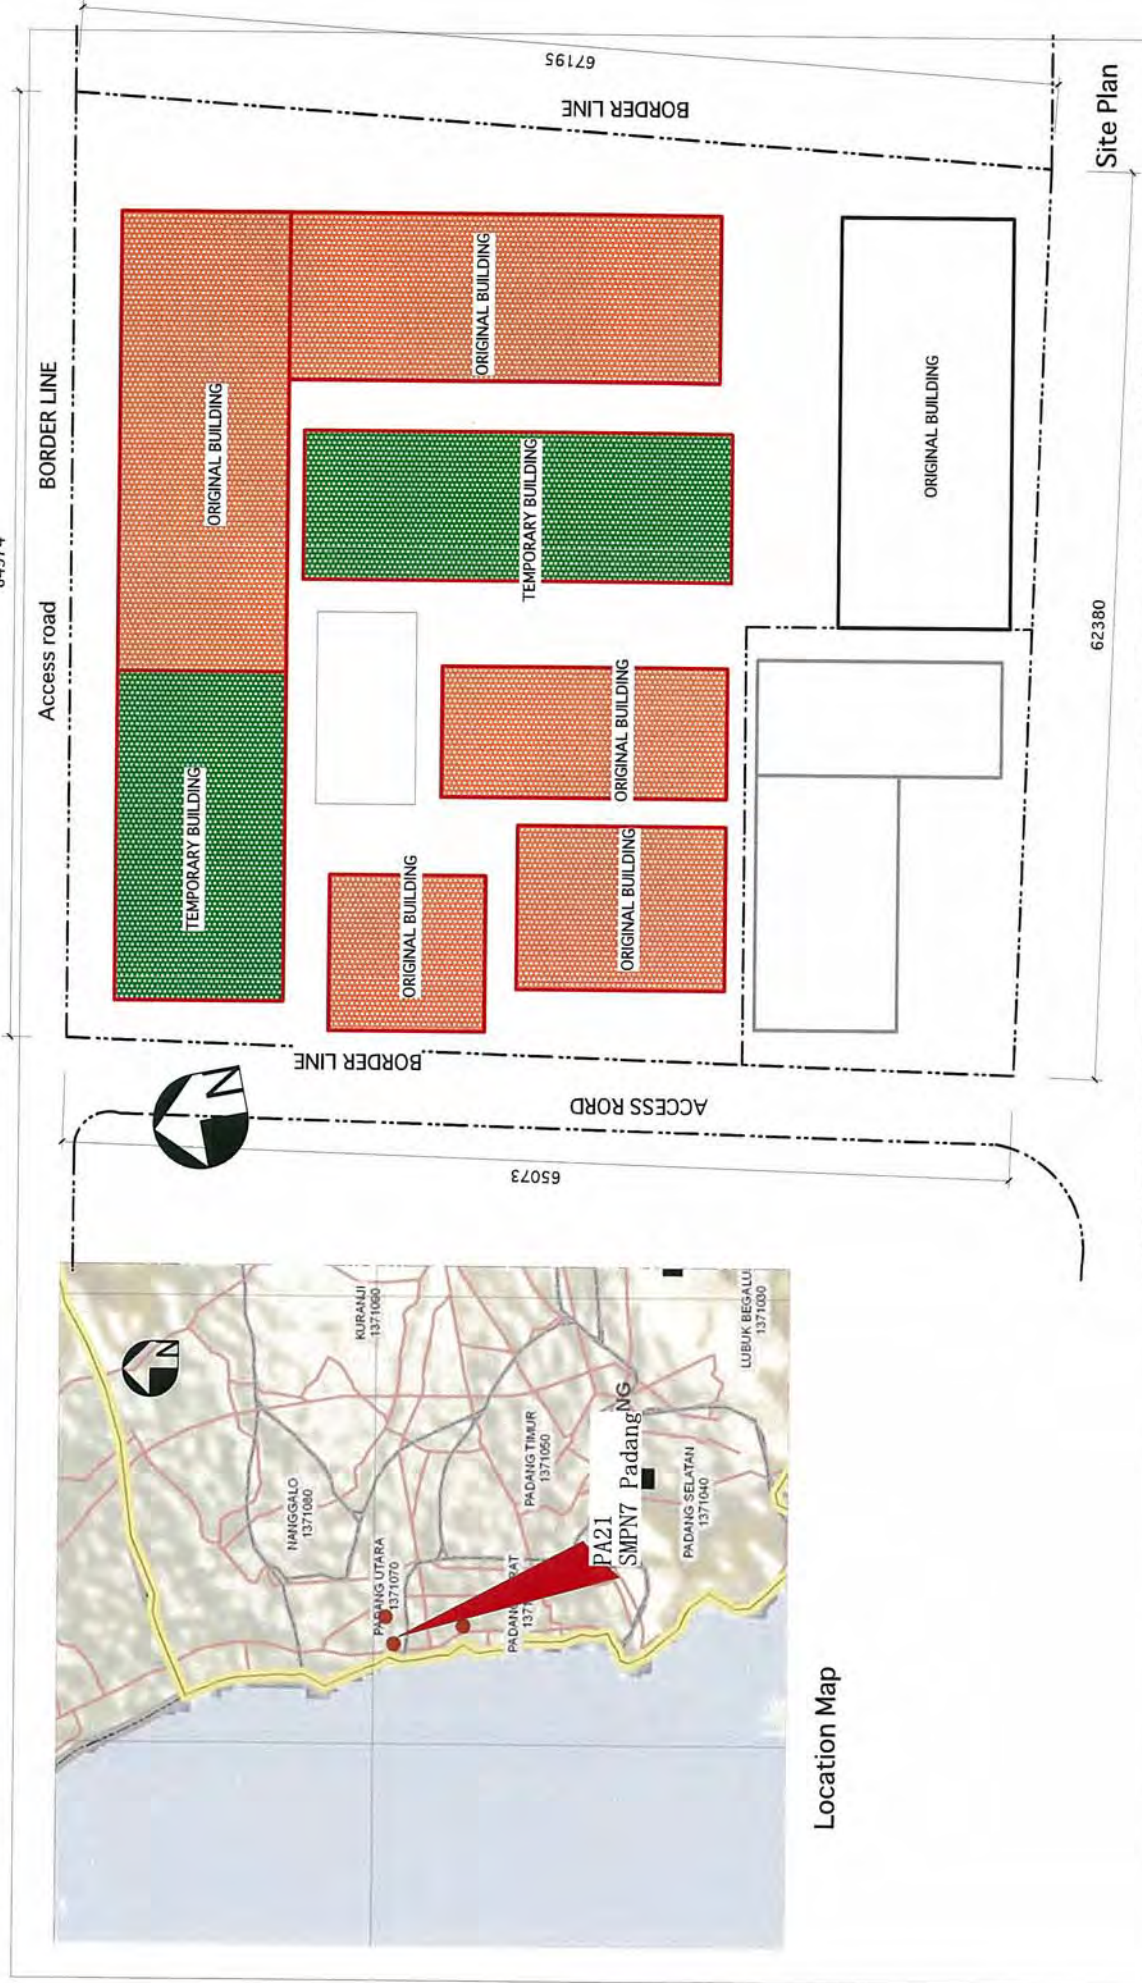 Access road
BORDER LINE
67195
BORDER LINE
TEMPORARY BUILDING
ORIGINAL BUILDING
ORIGINAL BUILDING
TEMPORARY BUILDING
ORIGINAL BUILDING
ORIGINAL BUILDING
ORIGINAL BUILDING
ORIGINAL BUILDING
BORDER LINE
ACCESS RORD
65073
62380
N
Site Plan
N
KURANJI
1371090
NANGGALO
1371080
PADANG UTARA
1371070
PADANG TIMUR
1371050
PA21
SMPN7 Padang
NG
PADANG SELATAN
1371040
LUBUK BEGALU
1371030
Location Map